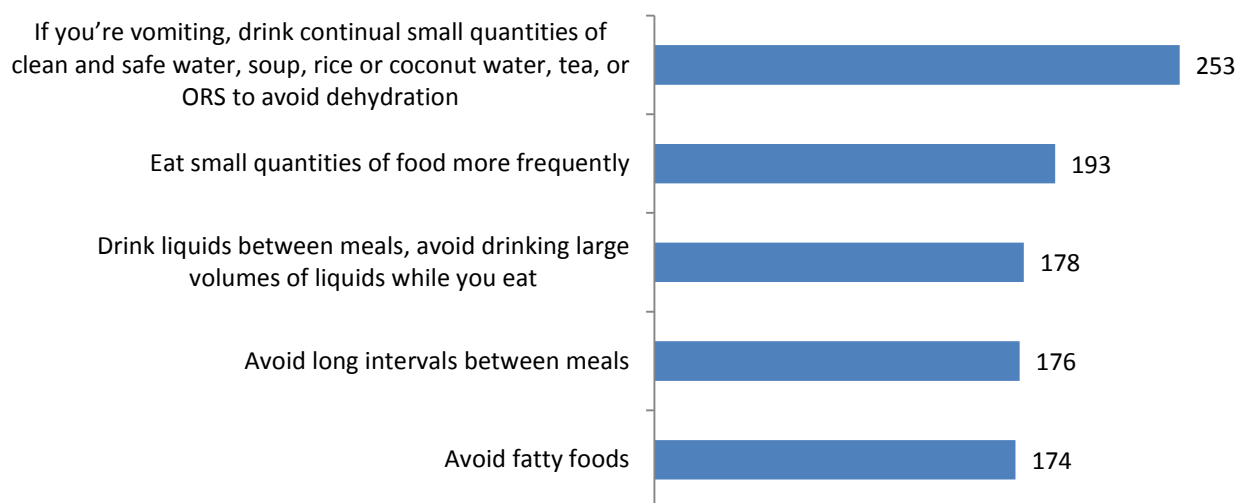 If you’re vomiting, drink continual small quantities of
clean and safe water, soup, rice or coconut water, tea, or
ORS to avoid dehydration
253
Eat small quantities of food more frequently
193
Drink liquids between meals, avoid drinking large
volumes of liquids while you eat
178
Avoid long intervals between meals
176
Avoid fatty foods
174